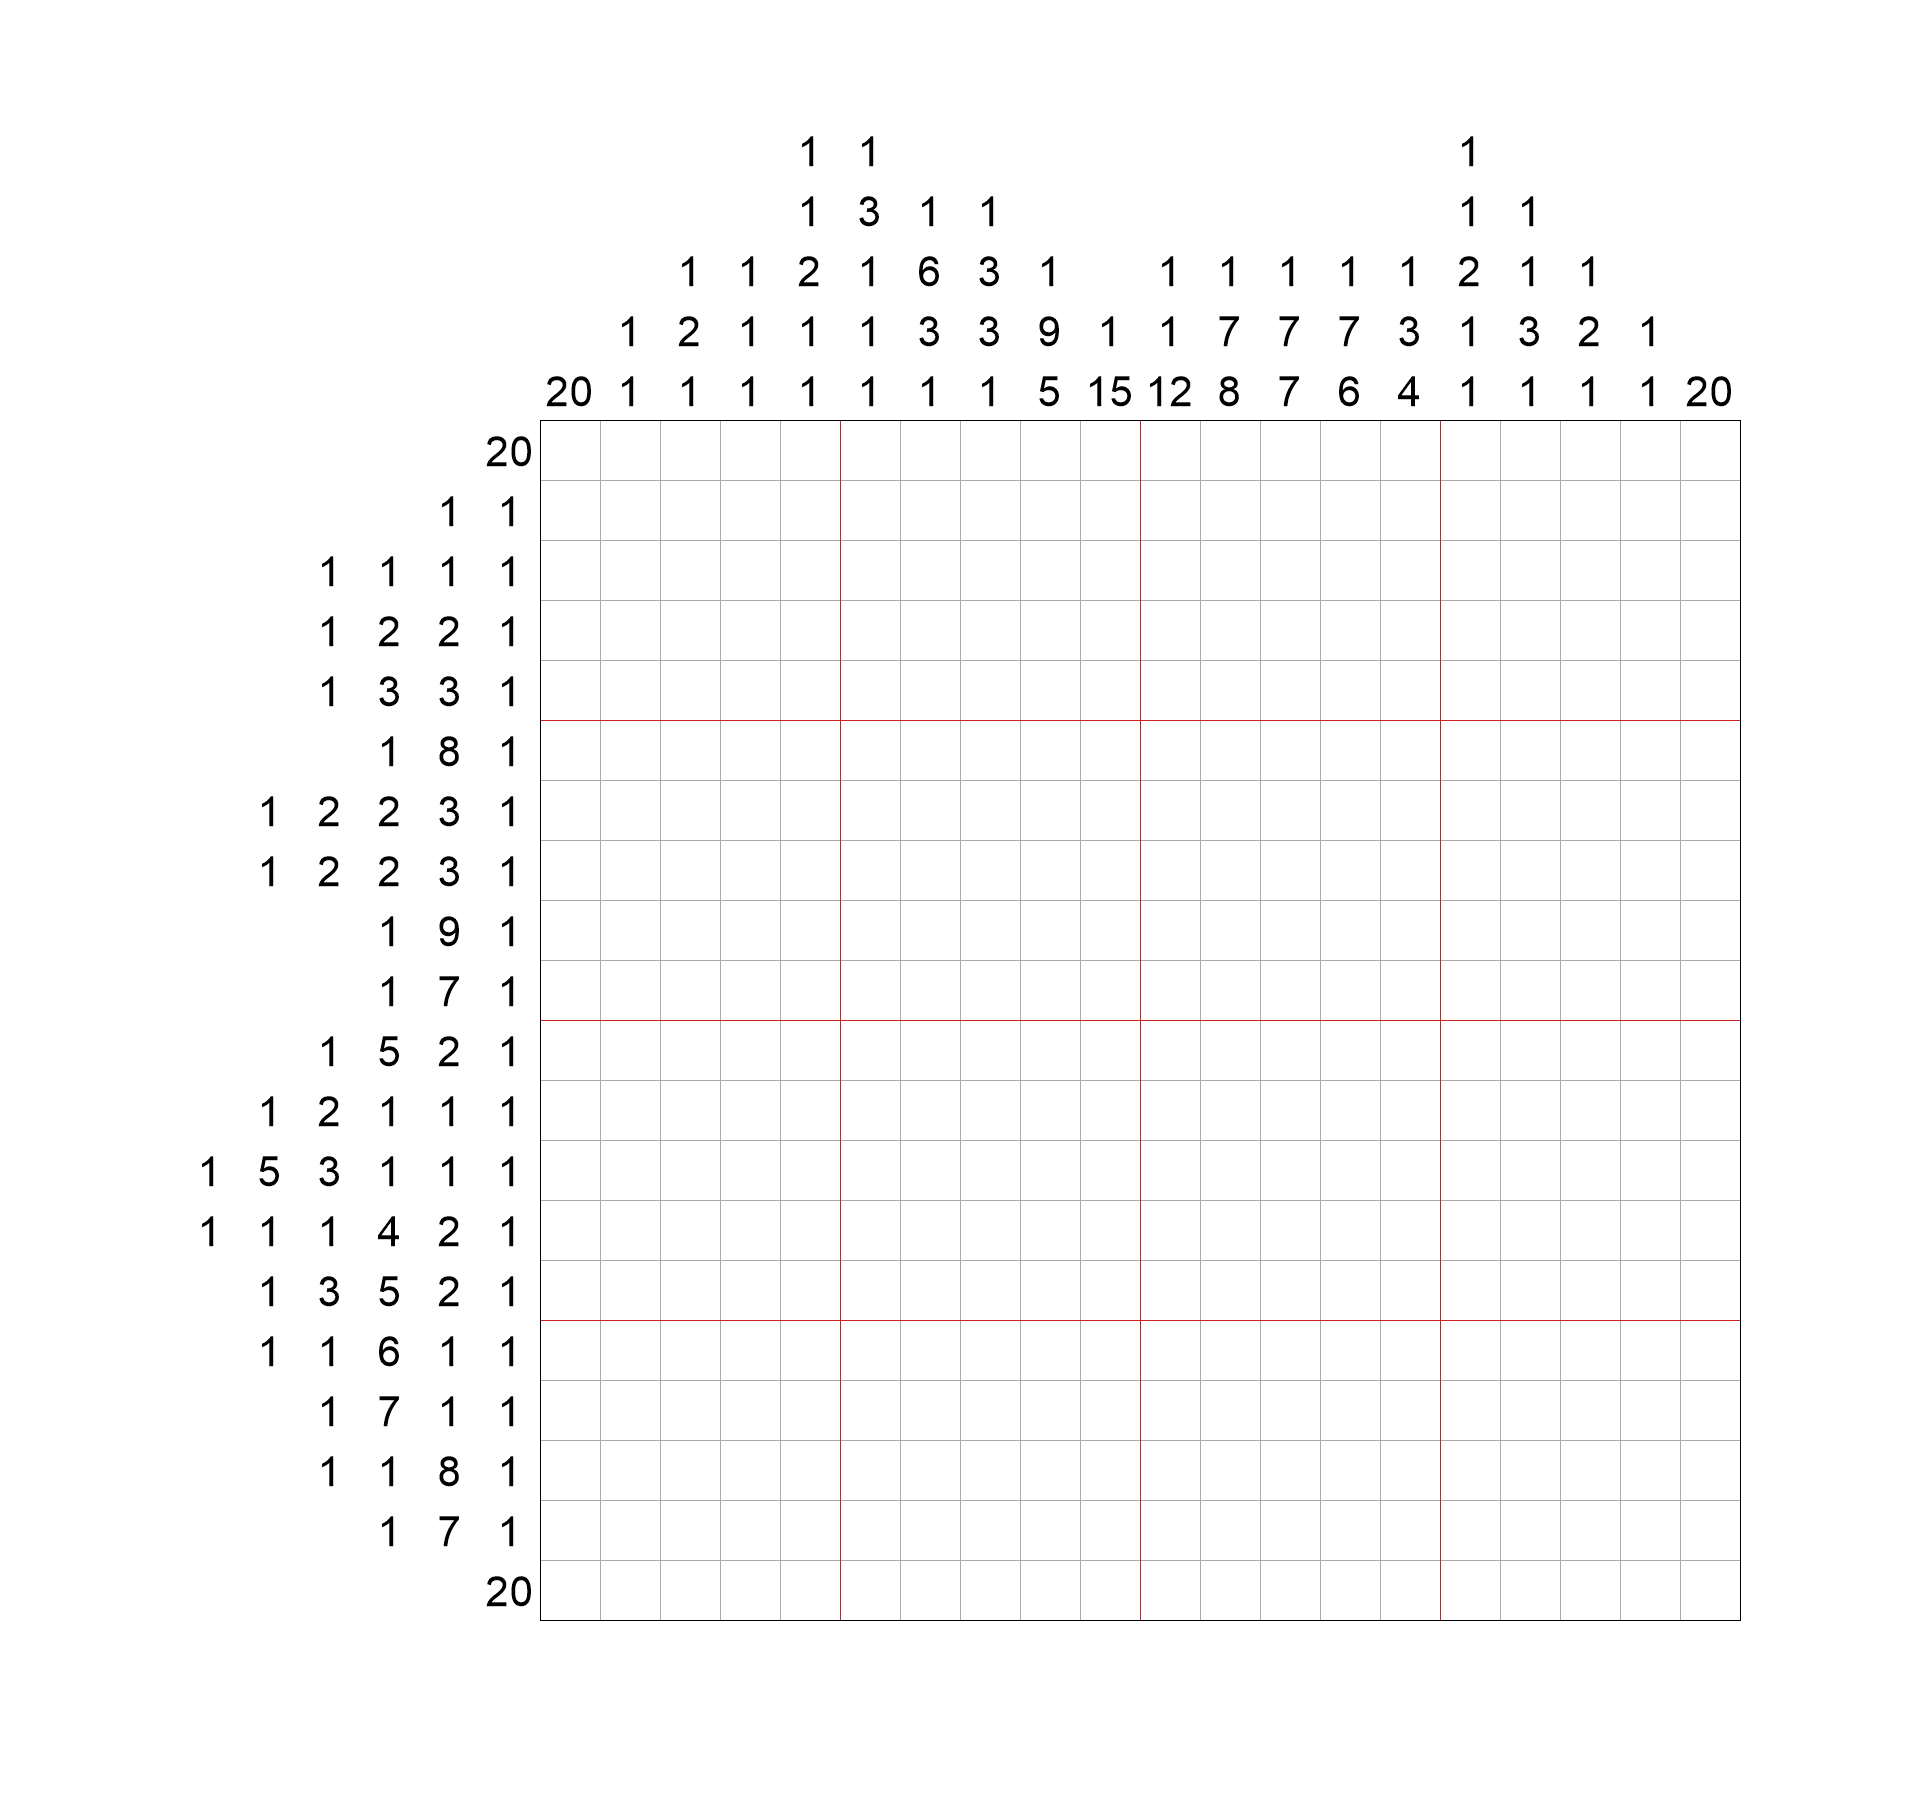 1 1 1
1 3 1 1 1 1
1 1 2 1 6 3 1 1 1 1 1 1 2 1 1
1 2 1 1 1 3 3 9 1 1 7 7 7 3 1 3 2 1
20 1 1 1 1 1 1 1 5 15 12 8 7 6 4 1 1 1 1 20
20
1 1
1 1 1 1
1 2 2 1
1 3 3 1
1 8 1
1 2 2 3 1
1 2 2 3 1
1 9 1
1 7 1
1 5 2 1
1 2 1 1 1
1 5 3 1 1 1
1 1 1 4 2 1
1 3 5 2 1
1 1 6 1 1
1 7 1 1
1 1 8 1
1 7 1
20